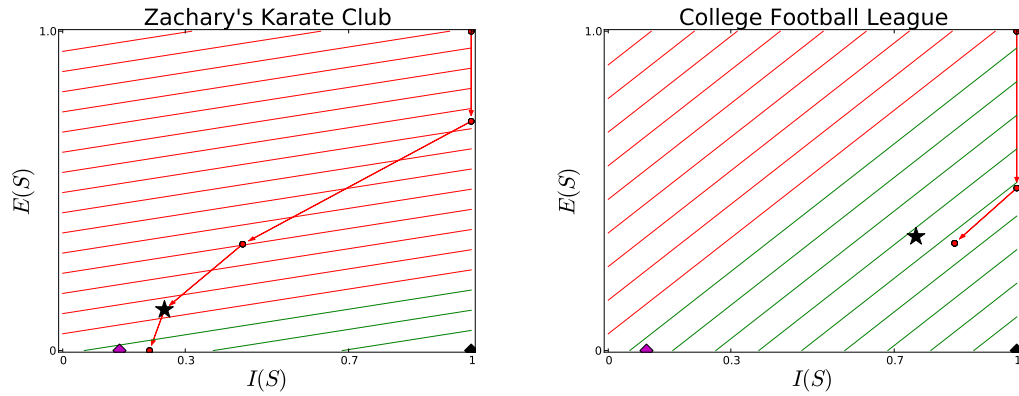 Zachary's Karate Club
1.0
E(S)
0
0
0.3
0.7
1
I(S)
College Football League
1.0
E(S)
0
0
0.3
0.7
1
I(S)